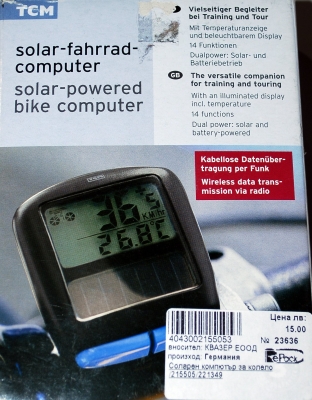 TCM
solar-fahrrad-
computer
solar-powered
bike computer
Vielseitiger Begleiter
bei Training und Tour
Mit Temperaturanzeige
und beleuchtbarem Display
14 Funktionen
Dualpower: Solar- und
Batteriebetrieb
GB
The versatile companion
for training and touring
With an illuminated display
incl. temperature
14 functions
Dual power: solar and
battery-powered
Kabellose Datenüber-
tragung per Funk
Wireless data trans-
mission via radio
36.5
KM/h
26.8°C
Цена лв:
15.00
4043002155053
№ 23636
вносител: КВАЗЕР ЕООД
произход: Германия
Соларен компютър за колело
215505;221349